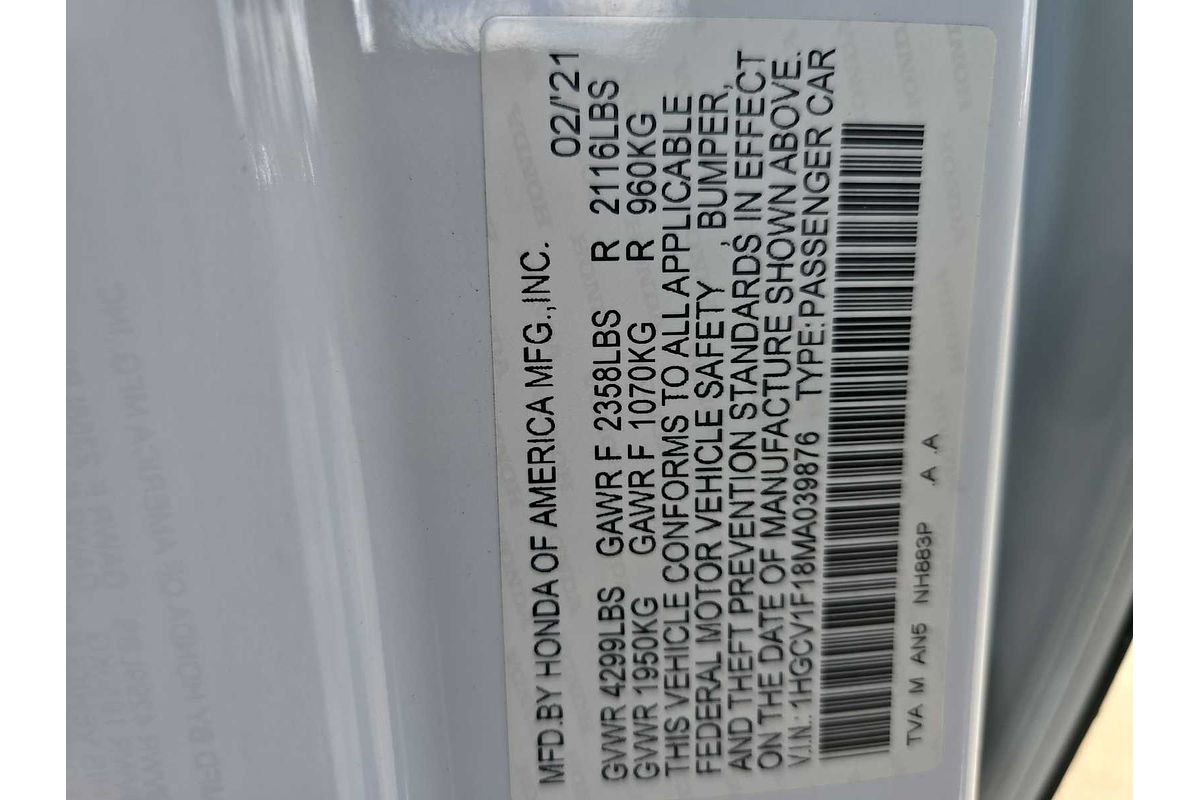 MFD.BY HONDA OF AMERICA MFG.,INC. 02/'21
GVWR 4299LBS GAWR F 2358LBS R 2116LBS
GVWR 1950KG GAWR F 1070KG R 960KG
THIS VEHICLE CONFORMS TO ALL APPLICABLE
FEDERAL MOTOR VEHICLE SAFETY, BUMPER,
AND THEFT PREVENTION STANDARDS IN EFFECT
ON THE DATE OF MANUFACTURE SHOWN ABOVE.
V.I.N.: 1HGCV1F18MA039876 TYPE:PASSENGER CAR
TVA M AN5 NH883P .A .A